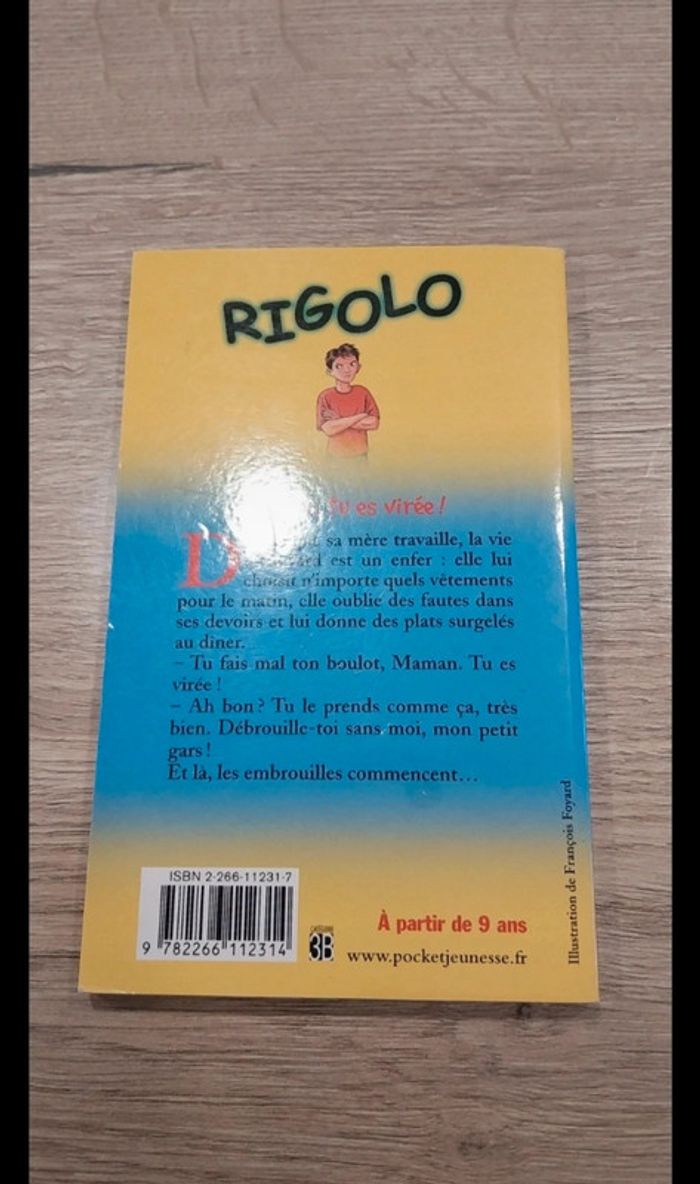 RIGOLO
tu es virée !
D sa mère travaille, la vie
est un enfer : elle lui
choisit n'importe quels vêtements
pour le matin, elle oublie des fautes dans
ses devoirs et lui donne des plats surgelés
au dîner.
– Tu fais mal ton boulot, Maman. Tu es
virée !
– Ah bon ? Tu le prends comme ça, très
bien. Débrouille-toi sans moi, mon petit
gars !
Et là, les embrouilles commencent…
Illustration de François Foyard
ISBN 2-266-11231-7
9 782266 112314
CATÉGORIE
3B
À partir de 9 ans
www.pocketjeunesse.fr